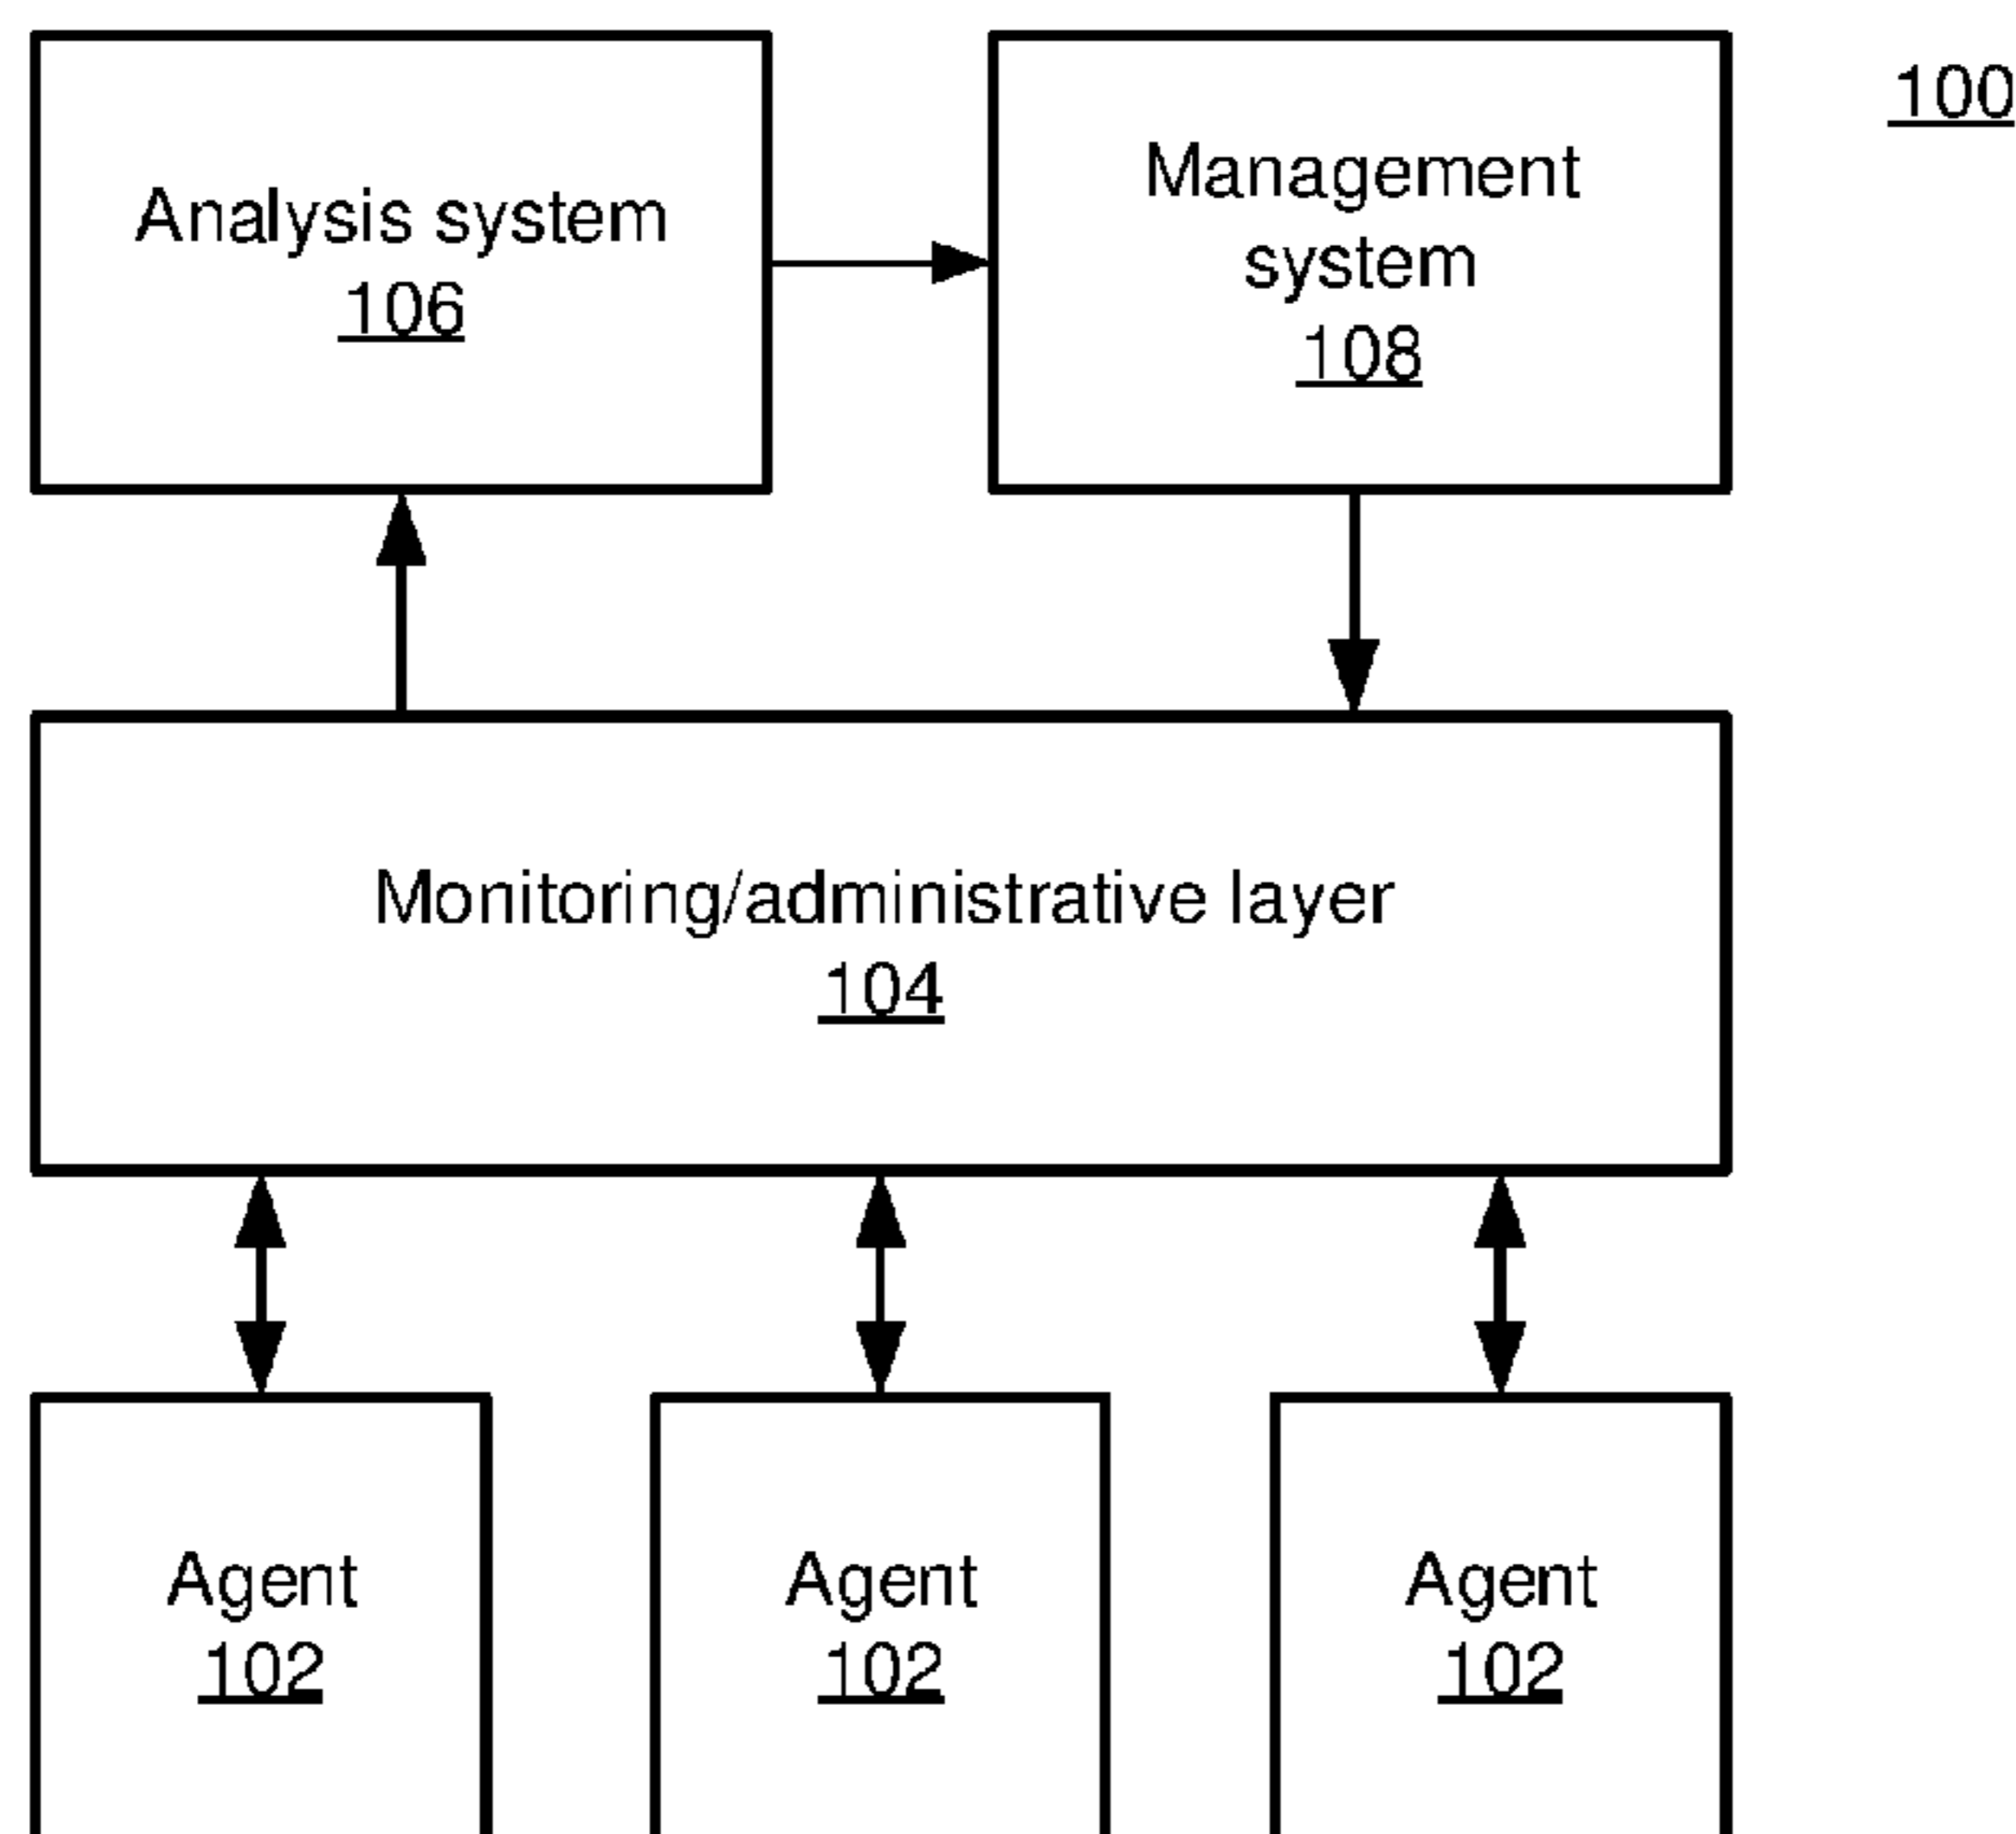 100
Analysis system
106
Management
system
108
Monitoring/administrative layer
104
Agent
102
Agent
102
Agent
102